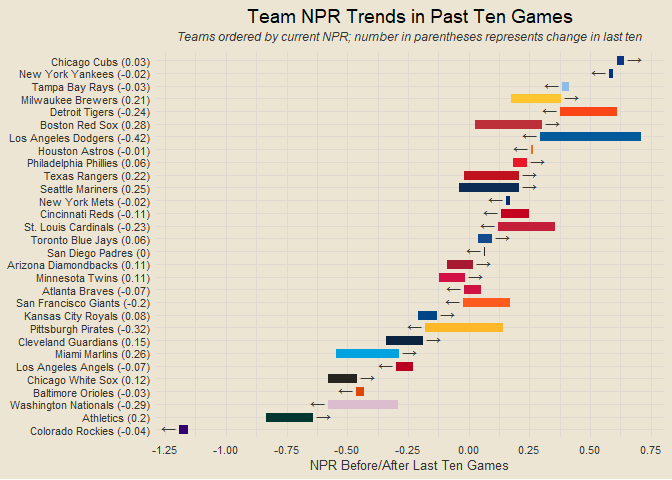 Team NPR Trends in Past Ten Games
Teams ordered by current NPR; number in parentheses represents change in last ten
Chicago Cubs (0.03)
New York Yankees (-0.02)
Tampa Bay Rays (-0.03)
Milwaukee Brewers (0.21)
Detroit Tigers (-0.24)
Boston Red Sox (0.28)
Los Angeles Dodgers (-0.42)
Houston Astros (-0.01)
Philadelphia Phillies (0.06)
Texas Rangers (0.22)
Seattle Mariners (0.25)
New York Mets (-0.02)
Cincinnati Reds (-0.11)
St. Louis Cardinals (-0.23)
Toronto Blue Jays (0.06)
San Diego Padres (0)
Arizona Diamondbacks (0.11)
Minnesota Twins (0.11)
Atlanta Braves (-0.07)
San Francisco Giants (-0.2)
Kansas City Royals (0.08)
Pittsburgh Pirates (-0.32)
Cleveland Guardians (0.15)
Miami Marlins (0.26)
Los Angeles Angels (-0.07)
Chicago White Sox (0.12)
Baltimore Orioles (-0.03)
Washington Nationals (-0.29)
Athletics (0.2)
Colorado Rockies (-0.04)
-1.25 -1.00 -0.75 -0.50 -0.25 0.00 0.25 0.50 0.75
NPR Before/After Last Ten Games